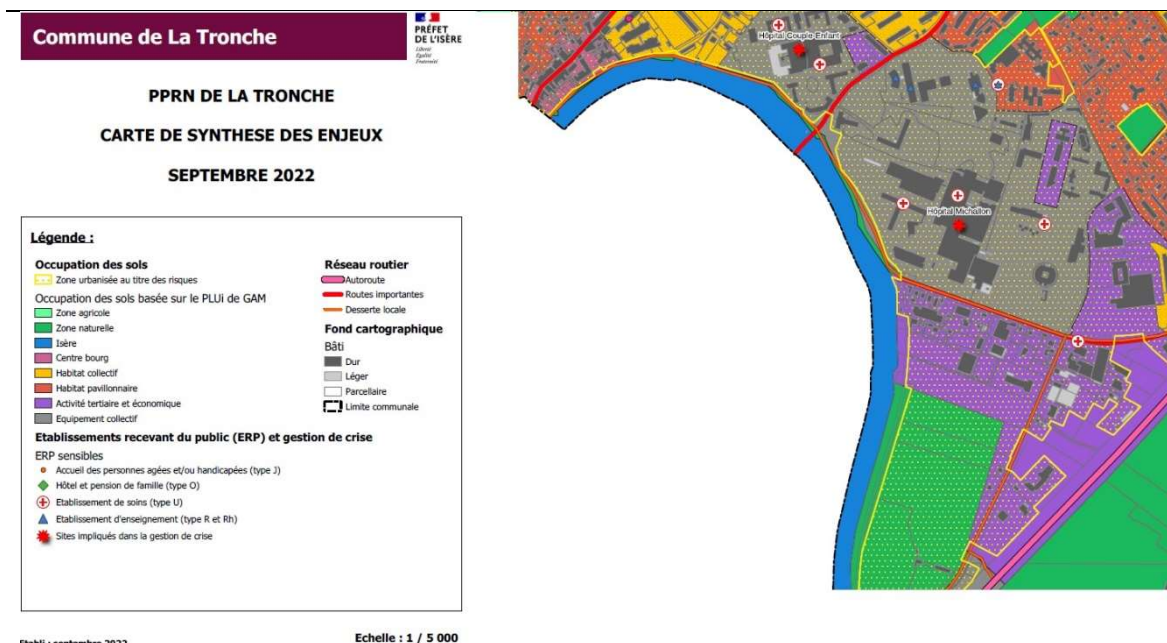 Commune de La Tronche
PRÉFET
DE L'ISÈRE
Liberté
Égalité
Fraternité
PPRN DE LA TRONCHE
CARTE DE SYNTHESE DES ENJEUX
SEPTEMBRE 2022
Légende :
Occupation des sols
Zone urbanisée au titre des risques
Occupation des sols basée sur le PLUi de GAM
Zone agricole
Zone naturelle
Isère
Centre bourg
Habitat collectif
Habitat pavillonnaire
Activité tertiaire et économique
Equipement collectif
Réseau routier
Autoroute
Routes importantes
Desserte locale
Fond cartographique
Bâti
Dur
Léger
Parcellaire
Limite communale
Etablissements recevant du public (ERP) et gestion de crise
ERP sensibles
Accueil des personnes agées et/ou handicapées (type J)
Hôtel et pension de famille (type O)
Etablissement de soins (type U)
Etablissement d'enseignement (type R et Rh)
Sites impliqués dans la gestion de crise
Etabli : septembre 2022
Echelle : 1 / 5 000
Hôpital Couple Enfant
Hôpital Michallon